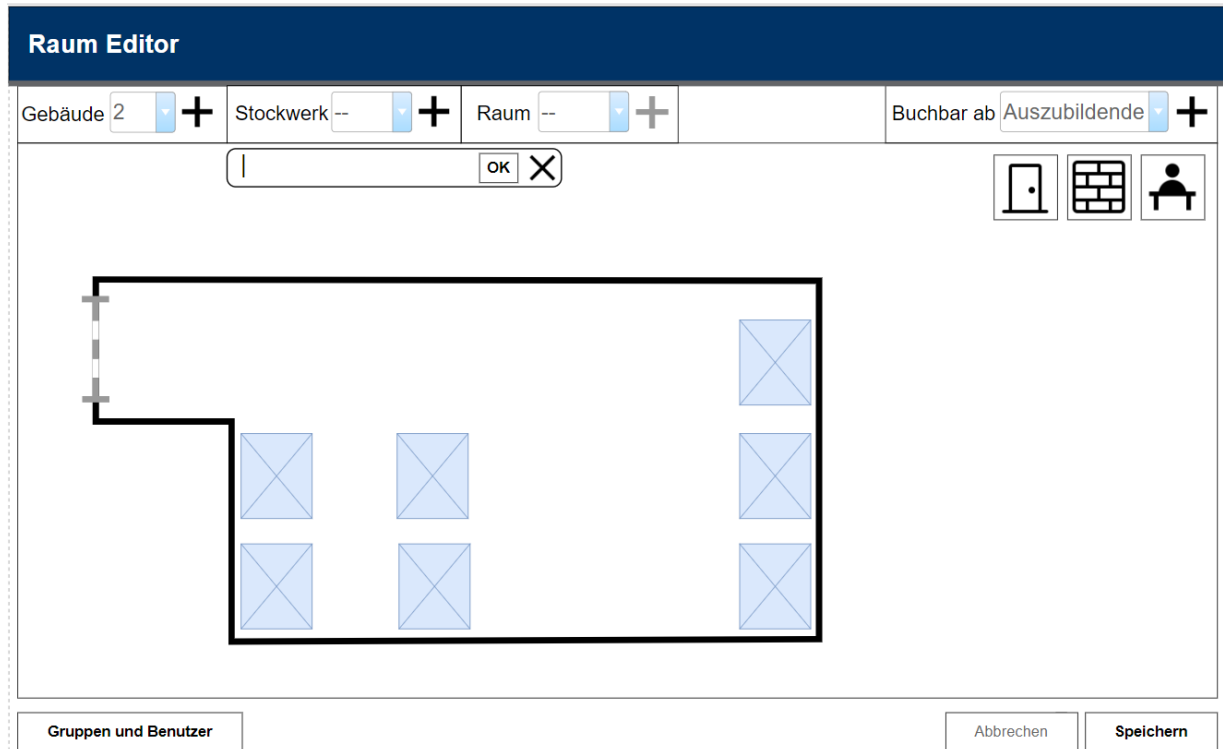 Raum Editor
Gebäude 2 Stockwerk -- Raum -- Buchbar ab Auszubildende
OK
Gruppen und Benutzer Abbrechen Speichern